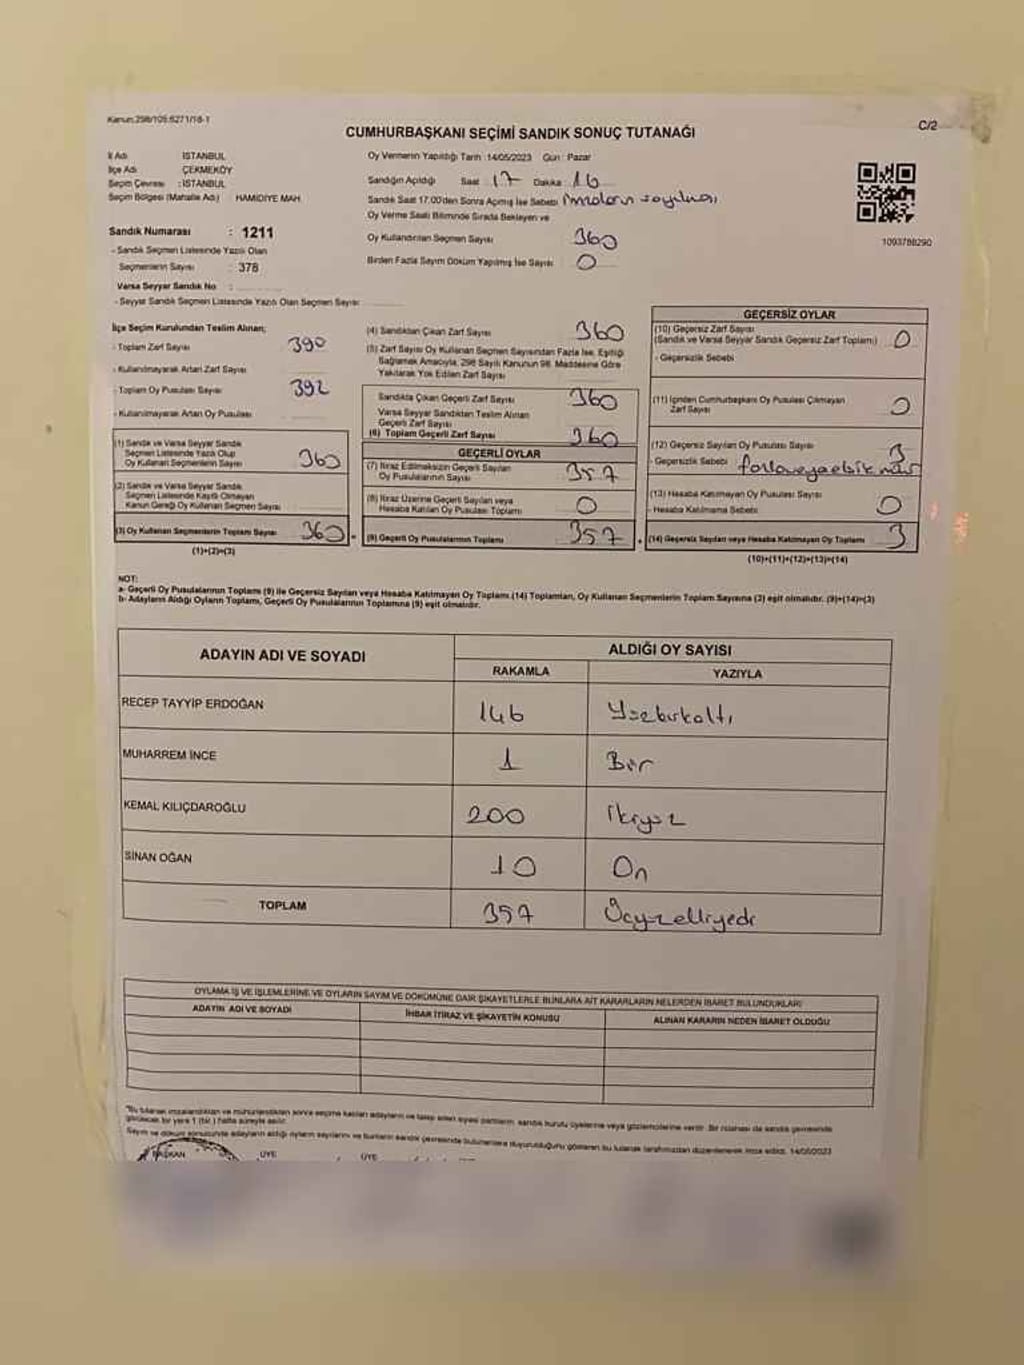 Kanun:298/105:6271/18-1
C/2
CUMHURBAŞKANI SEÇİMİ SANDIK SONUÇ TUTANAĞI
İl Adı : İSTANBUL
İlçe Adı : ÇEKMEKÖY
Seçim Çevresi : İSTANBUL
Seçim Bölgesi (Mahalle Adı) : HAMIDIYE MAH.
Sandık Numarası : 1211
- Sandık Seçmen Listesinde Yazılı Olan
Seçmenlerin Sayısı : 378
Varsa Seyyar Sandık No :
- Seyyar Sandık Seçmen Listesinde Yazılı Olan Seçmen Sayısı :
Oy Vermenin Yapıldığı Tarih :14/05/2023 Gün : Pazar
Sandığın Açıldığı Saat : 17 Dakika : 16
Sandık Saat 17.00'den Sonra Açılmış İse Sebebi : imzaların sayılması
Oy Verme Saati Bitiminde Sırada Bekleyen ve
Oy Kullandırılan Seçmen Sayısı 360
Birden Fazla Sayım Döküm Yapılmış İse Sayısı 0
1093788290
İlçe Seçim Kurulundan Teslim Alınan;
- Toplam Zarf Sayısı 390
- Kullanılmayarak Artan Zarf Sayısı
- Toplam Oy Pusulası Sayısı 392
- Kullanılmayarak Artan Oy Pusulası
(1) Sandık ve Varsa Seyyar Sandık
Seçmen Listesinde Yazılı Olup
Oy Kullanan Seçmenlerin Sayısı 360
(2) Sandık ve Varsa Seyyar Sandık
Seçmen Listesinde Kayıtlı Olmayan
Kanun Gereği Oy Kullanan Seçmen Sayısı
(3) Oy Kullanan Seçmenlerin Toplam Sayısı 360
(1)+(2)=(3)
(4) Sandıktan Çıkan Zarf Sayısı 360
(5) Zarf Sayısı Oy Kullanan Seçmen Sayısından Fazla İse, Eşitliği
Sağlamak Amacıyla, 298 Sayılı Kanunun 98. Maddesine Göre
Yakılarak Yok Edilen Zarf Sayısı
Sandıkta Çıkan Geçerli Zarf Sayısı 360
Varsa Seyyar Sandıktan Teslim Alınan
Geçerli Zarf Sayısı
(6) Toplam Geçerli Zarf Sayısı 360
GEÇERLİ OYLAR
(7) İtiraz Edilmeksizin Geçerli Sayılan
Oy Pusulalarının Sayısı 357
(8) İtiraz Üzerine Geçerli Sayılan veya
Hesaba Katılan Oy Pusulası Toplamı 0
(9) Geçerli Oy Pusulalarının Toplamı 357
GEÇERSİZ OYLAR
(10) Geçersiz Zarf Sayısı
(Sandık ve Varsa Seyyar Sandık Geçersiz Zarf Toplamı) 0
- Geçersizlik Sebebi
(11) İçinden Cumhurbaşkanı Oy Pusulası Çıkmayan
Zarf Sayısı 0
(12) Geçersiz Sayılan Oy Pusulası Sayısı 3
- Geçersizlik Sebebi
(13) Hesaba Katılmayan Oy Pusulası Sayısı 0
- Hesaba Katılmama Sebebi
(14) Geçersiz Sayılan veya Hesaba Katılmayan Oy Toplamı 3
(10)+(11)+(12)+(13)=(14)
NOT:
a- Geçerli Oy Pusulalarının Toplamı (9) ile Geçersiz Sayılan veya Hesaba Katılmayan Oy Toplamı (14) Toplamları, Oy Kullanan Seçmenlerin Toplam Sayısına (3) eşit olmalıdır. (9)+(14)=(3)
b- Adayların Aldığı Oyların Toplamı, Geçerli Oy Pusulalarının Toplamına (9) eşit olmalıdır.
ADAYIN ADI VE SOYADI
ALDIĞI OY SAYISI
RAKAMLA YAZIYLA
RECEP TAYYİP ERDOĞAN 146 Yüzkırkaltı
MUHARREM İNCE 1 Bir
KEMAL KILIÇDAROĞLU 200 İkiyüz
SİNAN OĞAN 10 On
TOPLAM 357 Üçyüzelliyedi
OYLAMA İŞ VE İŞLEMLERİNE VE OYLARIN SAYIM VE DÖKÜMÜNE DAİR ŞİKAYETLERLE BUNLARA AİT KARARLARIN NELERDEN İBARET BULUNDUKLARI
ADAYIN ADI VE SOYADI İHBAR İTİRAZ VE ŞİKAYETİN KONUSU ALINAN KARARIN NEDEN İBARET OLDUĞU
BAŞKAN ÜYE ÜYE